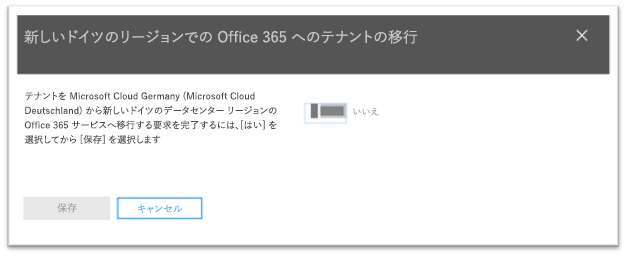 新しいドイツのリージョンでの Office 365 へのテナントの移行
テナントを Microsoft Cloud Germany (Microsoft Cloud
Deutschland) から新しいドイツのデータセンター リージョンの
Office 365 サービスへ移行する要求を完了するには、[はい] を
選択してから [保存] を選択します
いいえ
保存
キャンセル